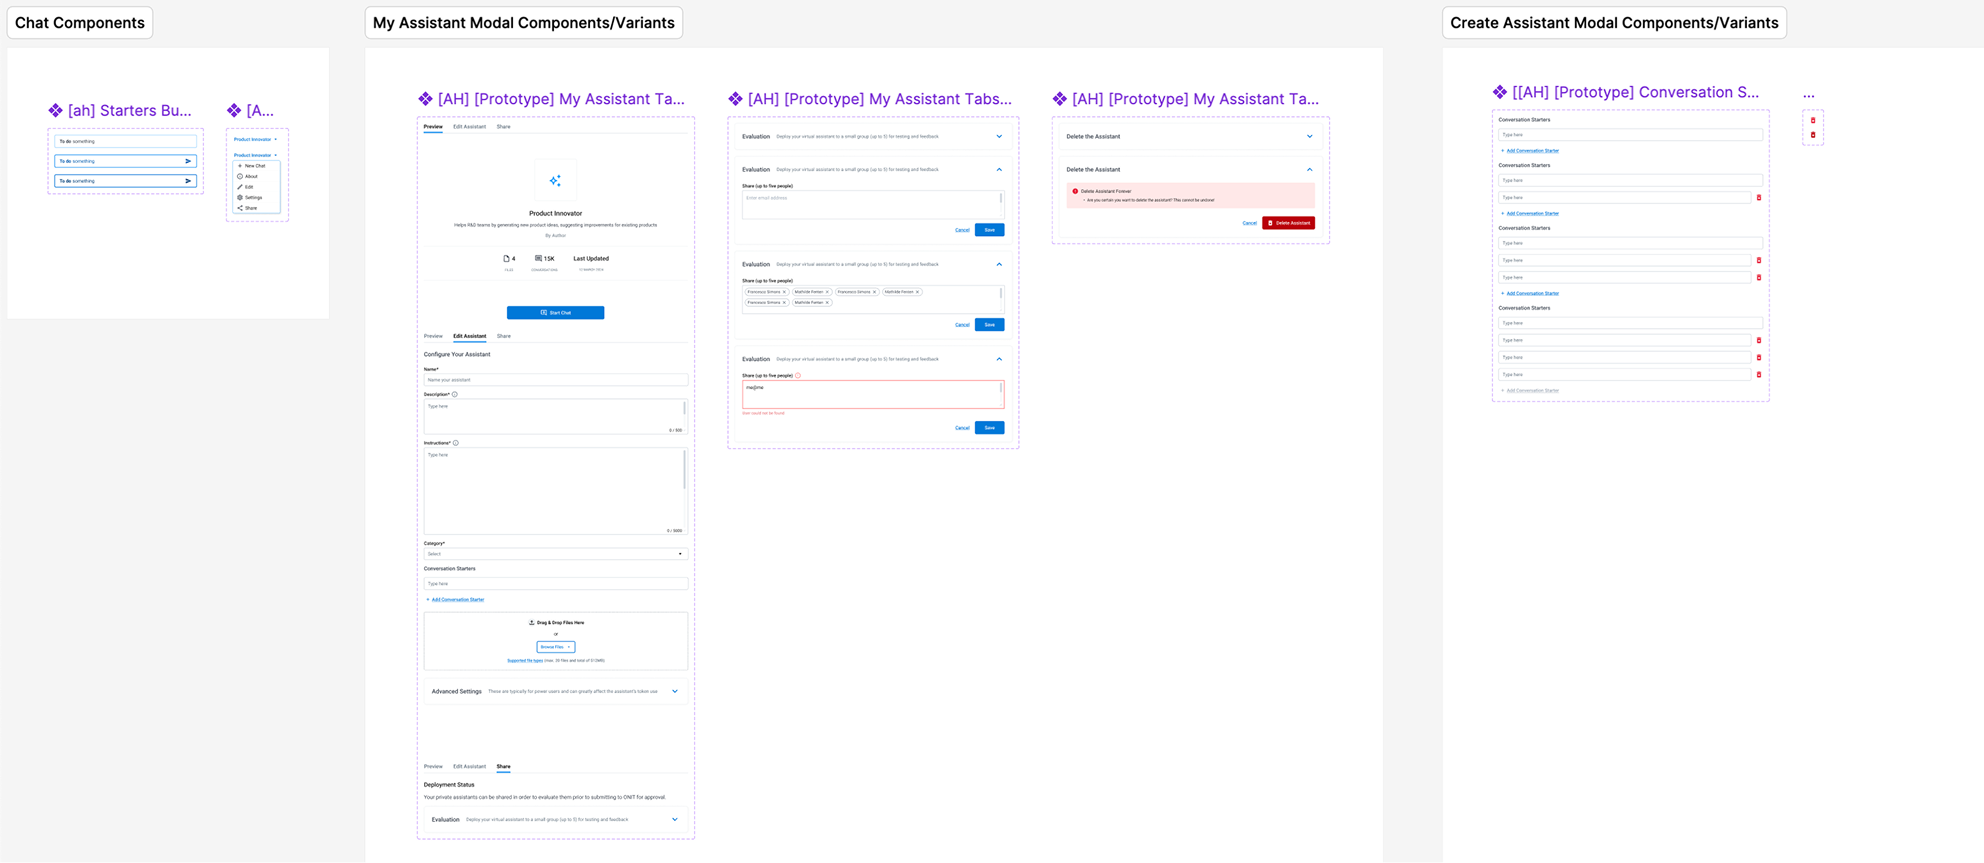 Chat Components
[ah] Starters Bu...
[A...
To do something
To do something
To do something
Product Innovator
Product Innovator
New Chat
About
Edit
Settings
Share
My Assistant Modal Components/Variants
[AH] [Prototype] My Assistant Ta...
Preview Edit Assistant Share
Product Innovator
Helps R&D teams by generating new product ideas, suggesting improvements for existing products
By Author
4 15K Last Updated
CONVERSATIONS
Start Chat
Preview Edit Assistant Share
Configure Your Assistant
Name*
Name your assistant
Description*
Type here
0 / 500
Instructions*
Type here
0 / 5000
Category*
Select
Conversation Starters
Type here
+ Add Conversation Starter
Drag & Drop Files Here
or
Browse Files
Supported file types (max. 20 files and total of 512MB).
Advanced Settings These are typically for power users and can greatly affect the assistant's token use
Preview Edit Assistant Share
Deployment Status
Your private assistants can be shared in order to evaluate them prior to submitting to ONIT for approval.
Evaluation Deploy your virtual assistant to a small group (up to 5) for testing and feedback
[AH] [Prototype] My Assistant Tabs...
Evaluation Deploy your virtual assistant to a small group (up to 5) for testing and feedback
Evaluation Deploy your virtual assistant to a small group (up to 5) for testing and feedback
Share (up to five people)
Enter email address
Cancel Save
Evaluation Deploy your virtual assistant to a small group (up to 5) for testing and feedback
Share (up to five people)
Francesco Simons Mathilde Ferrien Francesco Simons Mathilde Ferrien
Francesco Simons Mathilde Ferrien
Cancel Save
Evaluation Deploy your virtual assistant to a small group (up to 5) for testing and feedback
Share (up to five people)
me@me
User could not be found
Cancel Save
[AH] [Prototype] My Assistant Ta...
Delete the Assistant
Delete the Assistant
Delete Assistant Forever
• Are you certain you want to delete the assistant? This cannot be undone!
Cancel Delete Assistant
Create Assistant Modal Components/Variants
[[AH] [Prototype] Conversation S...
...
Conversation Starters
Type here
+ Add Conversation Starter
Conversation Starters
Type here
Type here
+ Add Conversation Starter
Conversation Starters
Type here
Type here
Type here
+ Add Conversation Starter
Conversation Starters
Type here
Type here
Type here
Type here
+ Add Conversation Starter